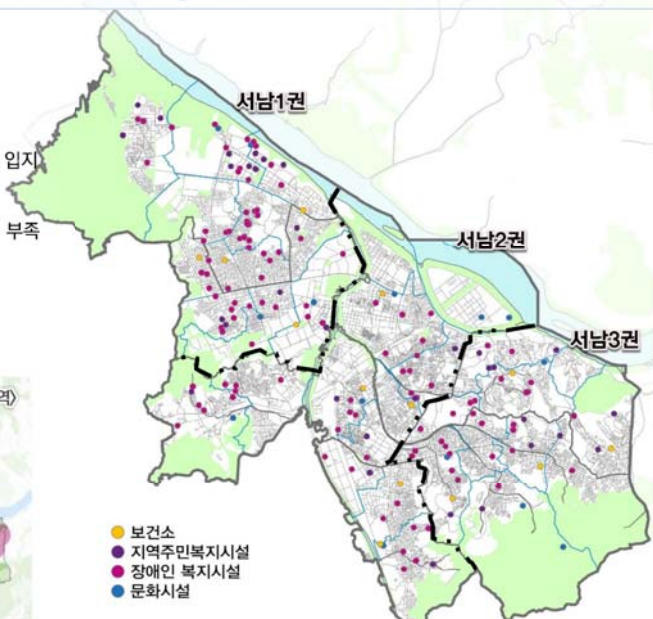 서남1권
입지
부족
서남2권
서남3권
역>
보건소
지역주민복지시설
장애인 복지시설
문화시설